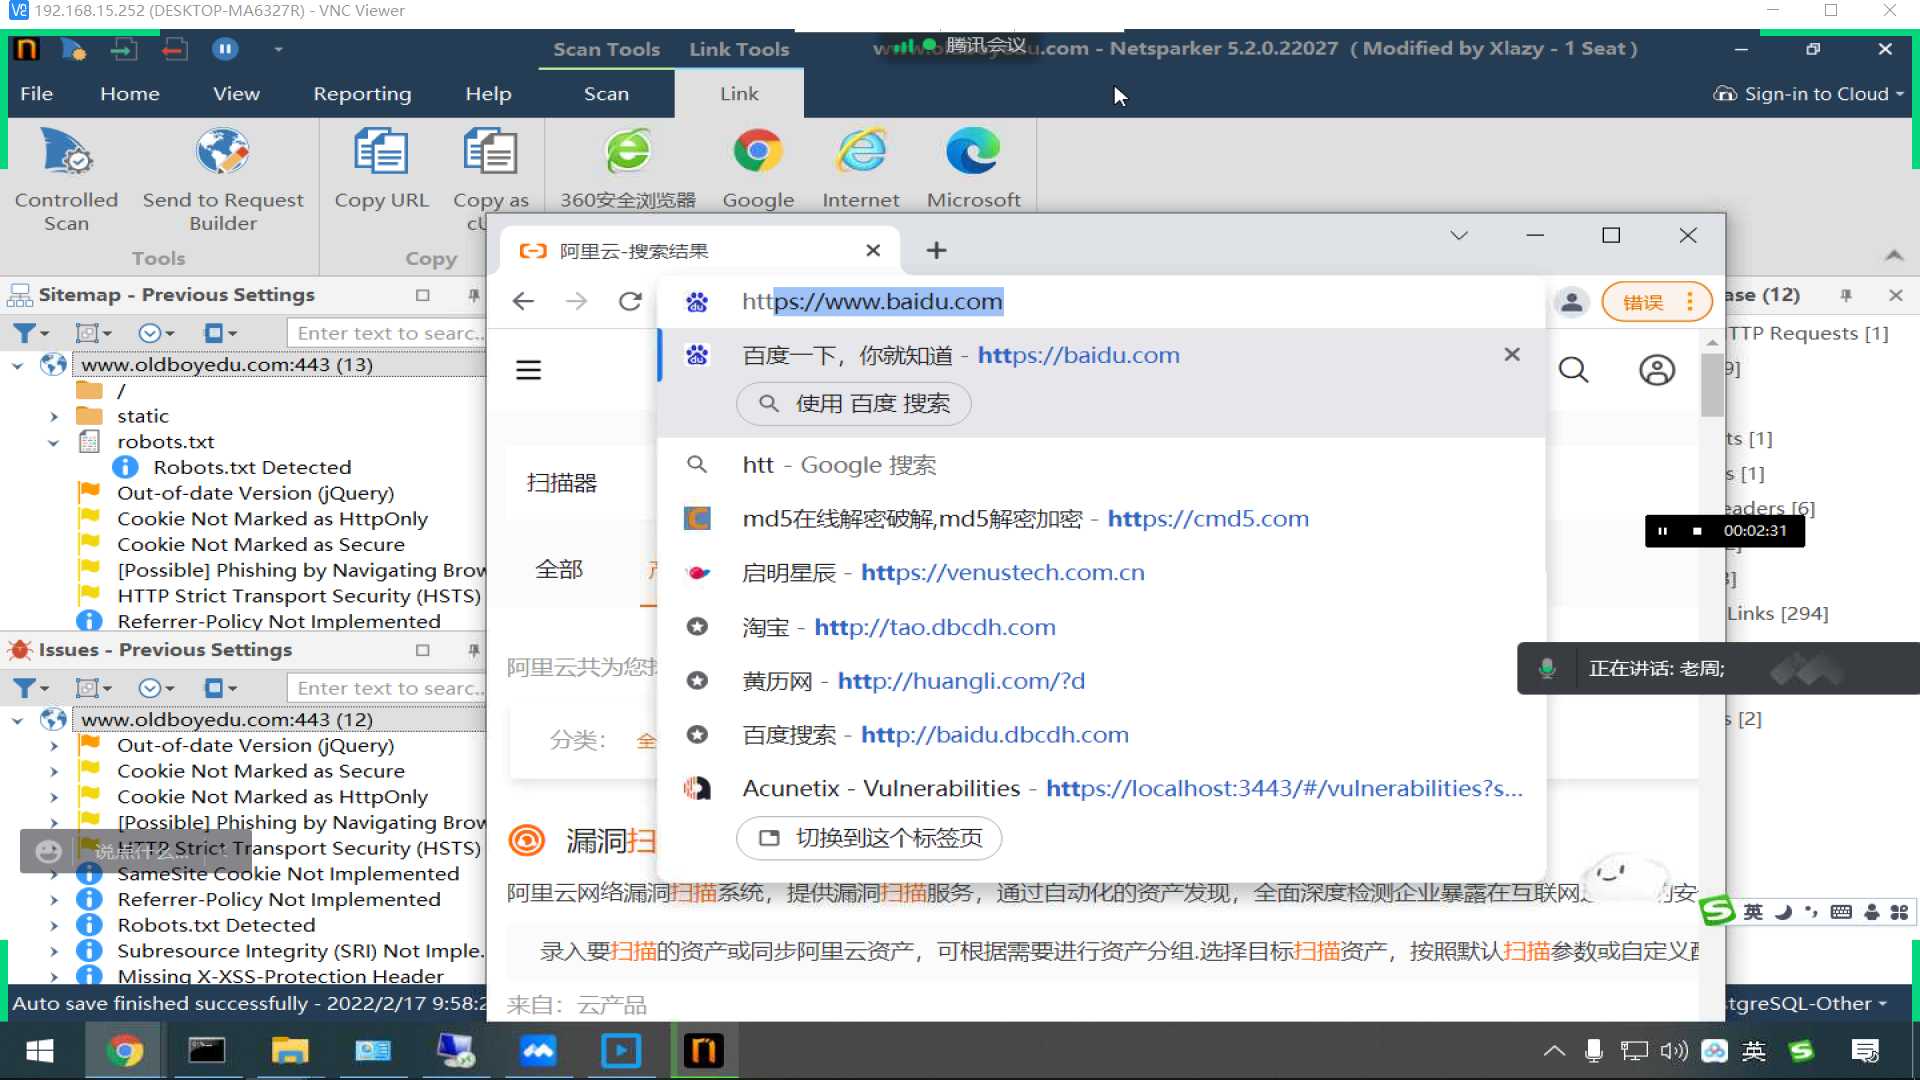 192.168.15.252 (DESKTOP-MA6327R) - VNC Viewer
Scan Tools Link Tools
腾讯会议
du.com - Netsparker 5.2.0.22027 ( Modified by Xlazy - 1 Seat )
File Home View Reporting Help Scan Link
Sign-in to Cloud
Controlled Scan
Send to Request Builder
Copy URL
Copy as
360安全浏览器
Google
Internet
Microsoft
Tools
Copy
阿里云-搜索结果
Sitemap - Previous Settings
https://www.baidu.com
错误
ase (12)
Enter text to searc...
TTP Requests [1]
www.oldboyedu.com:443 (13)
百度一下，你就知道 - https://baidu.com
9]
/
使用 百度 搜索
static
robots.txt
ts [1]
Robots.txt Detected
htt - Google 搜索
s [1]
Out-of-date Version (jQuery)
扫描器
eaders [6]
Cookie Not Marked as HttpOnly
md5在线解密破解,md5解密加密 - https://cmd5.com
00:02:31
Cookie Not Marked as Secure
[Possible] Phishing by Navigating Brow
全部
启明星辰 - https://venustech.com.cn
HTTP Strict Transport Security (HSTS)
Links [294]
Referrer-Policy Not Implemented
淘宝 - http://tao.dbcdh.com
Issues - Previous Settings
阿里云共为您
正在讲话: 老周;
Enter text to searc...
黄历网 - http://huangli.com/?d
www.oldboyedu.com:443 (12)
s [2]
Out-of-date Version (jQuery)
分类：
全
百度搜索 - http://baidu.dbcdh.com
Cookie Not Marked as Secure
Cookie Not Marked as HttpOnly
Acunetix - Vulnerabilities - https://localhost:3443/#/vulnerabilities?s...
[Possible] Phishing by Navigating Brow
漏洞扫
切换到这个标签页
说点什么...
HTTP Strict Transport Security (HSTS)
SameSite Cookie Not Implemented
阿里云网络漏洞扫描系统，提供漏洞扫描服务，通过自动化的资产发现，全面深度检测企业暴露在互联网
的安
Referrer-Policy Not Implemented
英
Robots.txt Detected
Subresource Integrity (SRI) Not Imple...
录入要扫描的资产或同步阿里云资产，可根据需要进行资产分组.选择目标扫描资产，按照默认扫描参数或自定义配
Missing X-XSS-Protection Header
Auto save finished successfully - 2022/2/17 9:58:2
来自：云产品
tgreSQL-Other
英